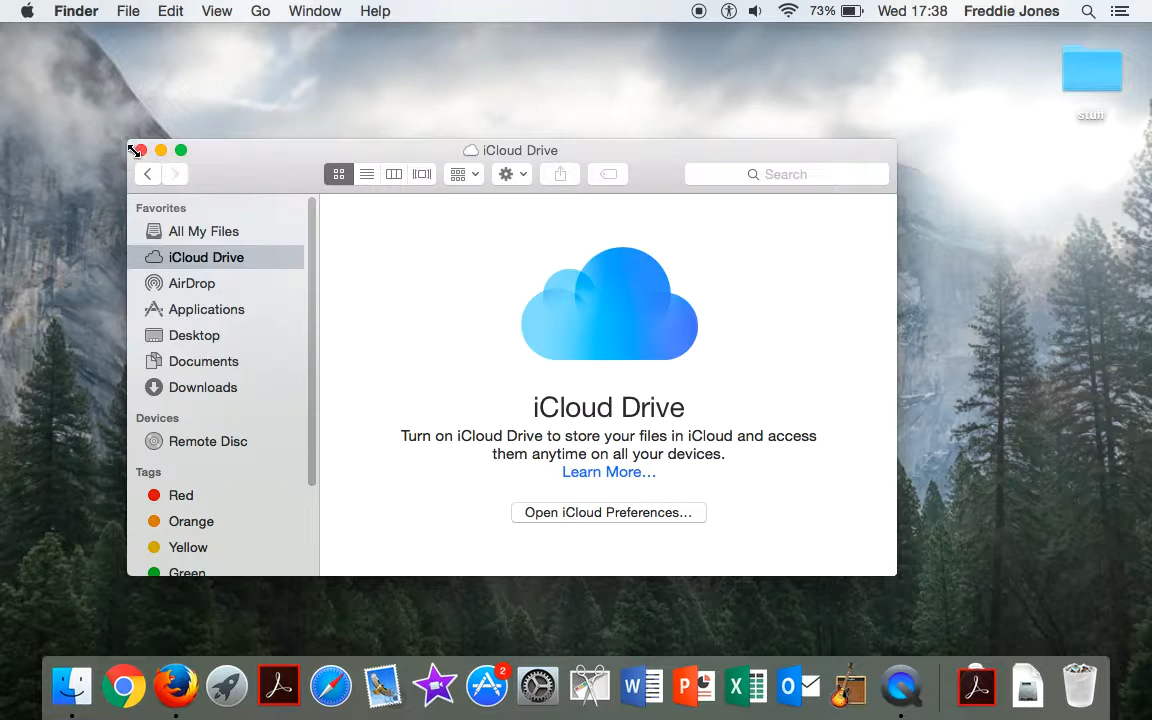 Finder File Edit View Go Window Help 73% Wed 17:38 Freddie Jones
stuff
iCloud Drive
Search
Favorites
All My Files
iCloud Drive
AirDrop
Applications
Desktop
Documents
Downloads
Devices
Remote Disc
Tags
Red
Orange
Yellow
Green
iCloud Drive
Turn on iCloud Drive to store your files in iCloud and access
them anytime on all your devices.
Learn More...
Open iCloud Preferences...
2
W P X O